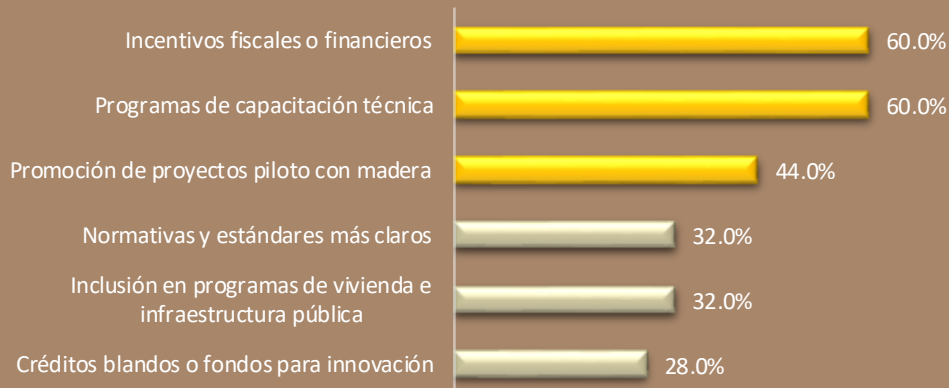 Incentivos fiscales o financieros 60.0%
Programas de capacitación técnica 60.0%
Promoción de proyectos piloto con madera 44.0%
Normativas y estándares más claros 32.0%
Inclusión en programas de vivienda e
infraestructura pública 32.0%
Créditos blandos o fondos para innovación 28.0%